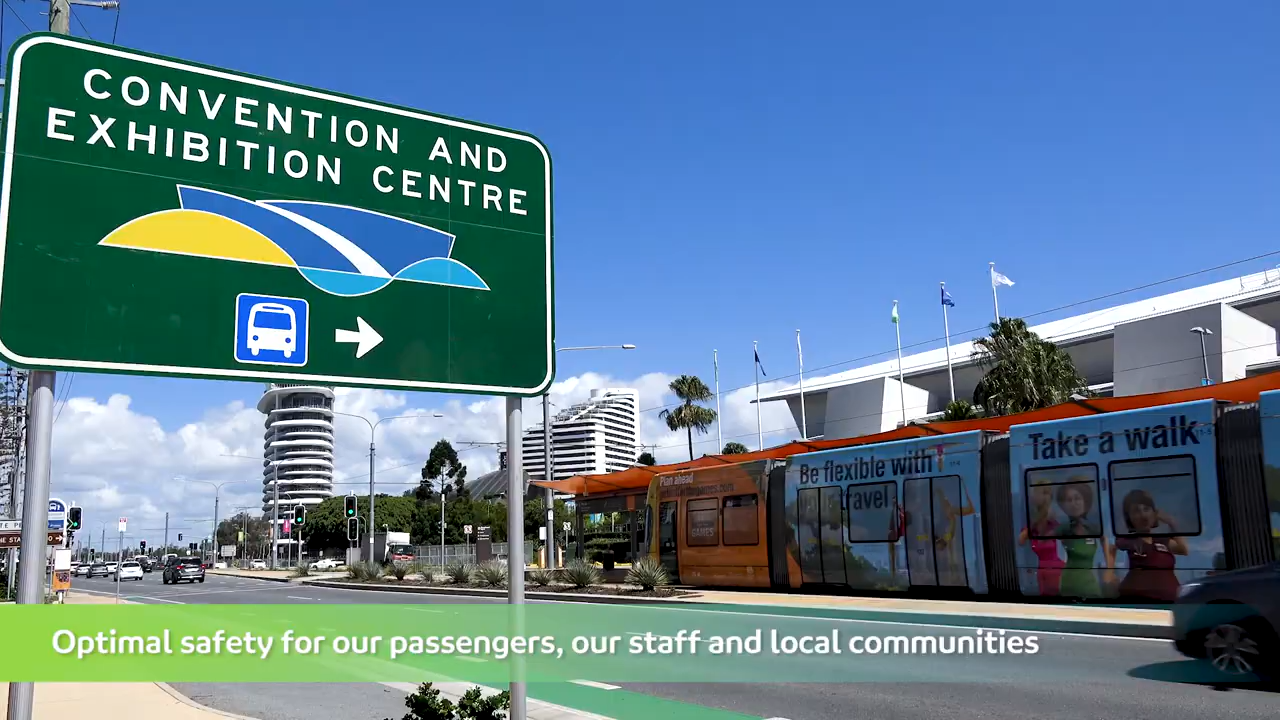 CONVENTION AND
EXHIBITION CENTRE
Plan ahead
Be flexible with
travel
Take a walk
GAMES
Optimal safety for our passengers, our staff and local communities